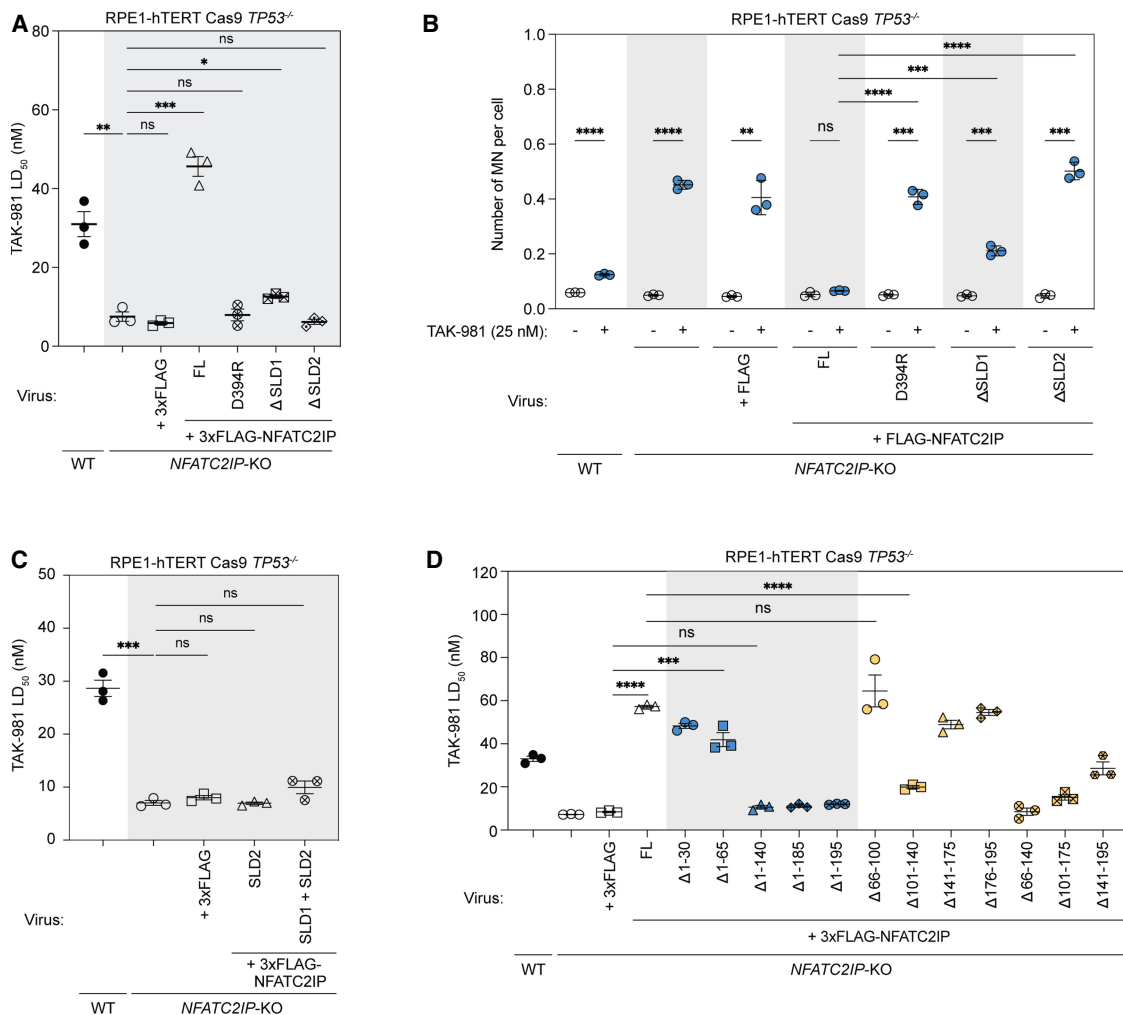 A
RPE1-hTERT Cas9 TP53-/-
TAK-981 LD50 (nM)
80
60
40
20
0
ns
*
ns
***
** ns
Virus:
+ 3xFLAG
FL
D394R
Δ SLD1
Δ SLD2
+ 3xFLAG-NFATC2IP
WT NFATC2IP-KO
B
RPE1-hTERT Cas9 TP53-/-
Number of MN per cell
1.0
0.8
0.6
0.4
0.2
0.0
****
***
****
**** **** ** ns *** *** ***
TAK-981 (25 nM): - + - + - + - + - + - + - +
Virus:
+ FLAG
FL
D394R
ΔSLD1
ΔSLD2
+ FLAG-NFATC2IP
WT NFATC2IP-KO
C
RPE1-hTERT Cas9 TP53-/-
TAK-981 LD50 (nM)
50
40
30
20
10
0
ns
ns
*** ns
Virus:
+ 3xFLAG
SLD2
SLD1 + SLD2
+ 3xFLAG-
NFATC2IP
WT NFATC2IP-KO
D
RPE1-hTERT Cas9 TP53-/-
TAK-981 LD50 (nM)
120
100
80
60
40
20
0
****
ns
ns
***
****
Virus:
+ 3xFLAG
FL
Δ1-30
Δ1-65
Δ1-140
Δ1-185
Δ1-195
Δ66-100
Δ101-140
Δ141-175
Δ176-195
Δ66-140
Δ101-175
Δ141-195
+ 3xFLAG-NFATC2IP
WT NFATC2IP-KO